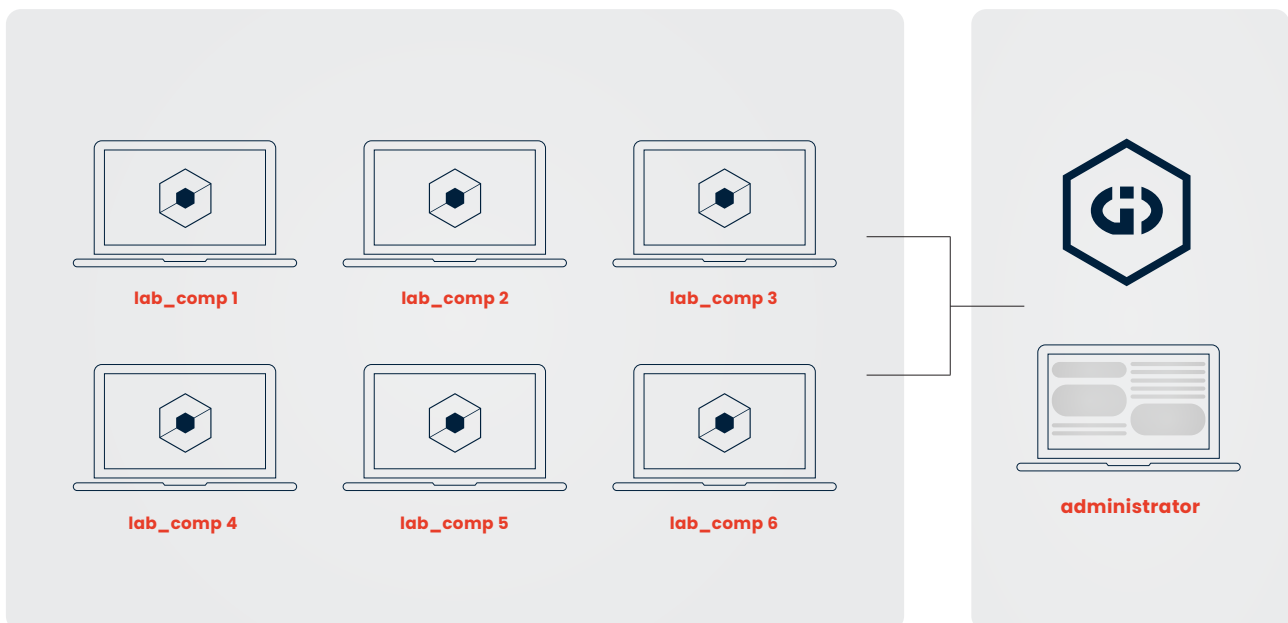 lab_comp 1
lab_comp 2
lab_comp 3
lab_comp 4
lab_comp 5
lab_comp 6
administrator